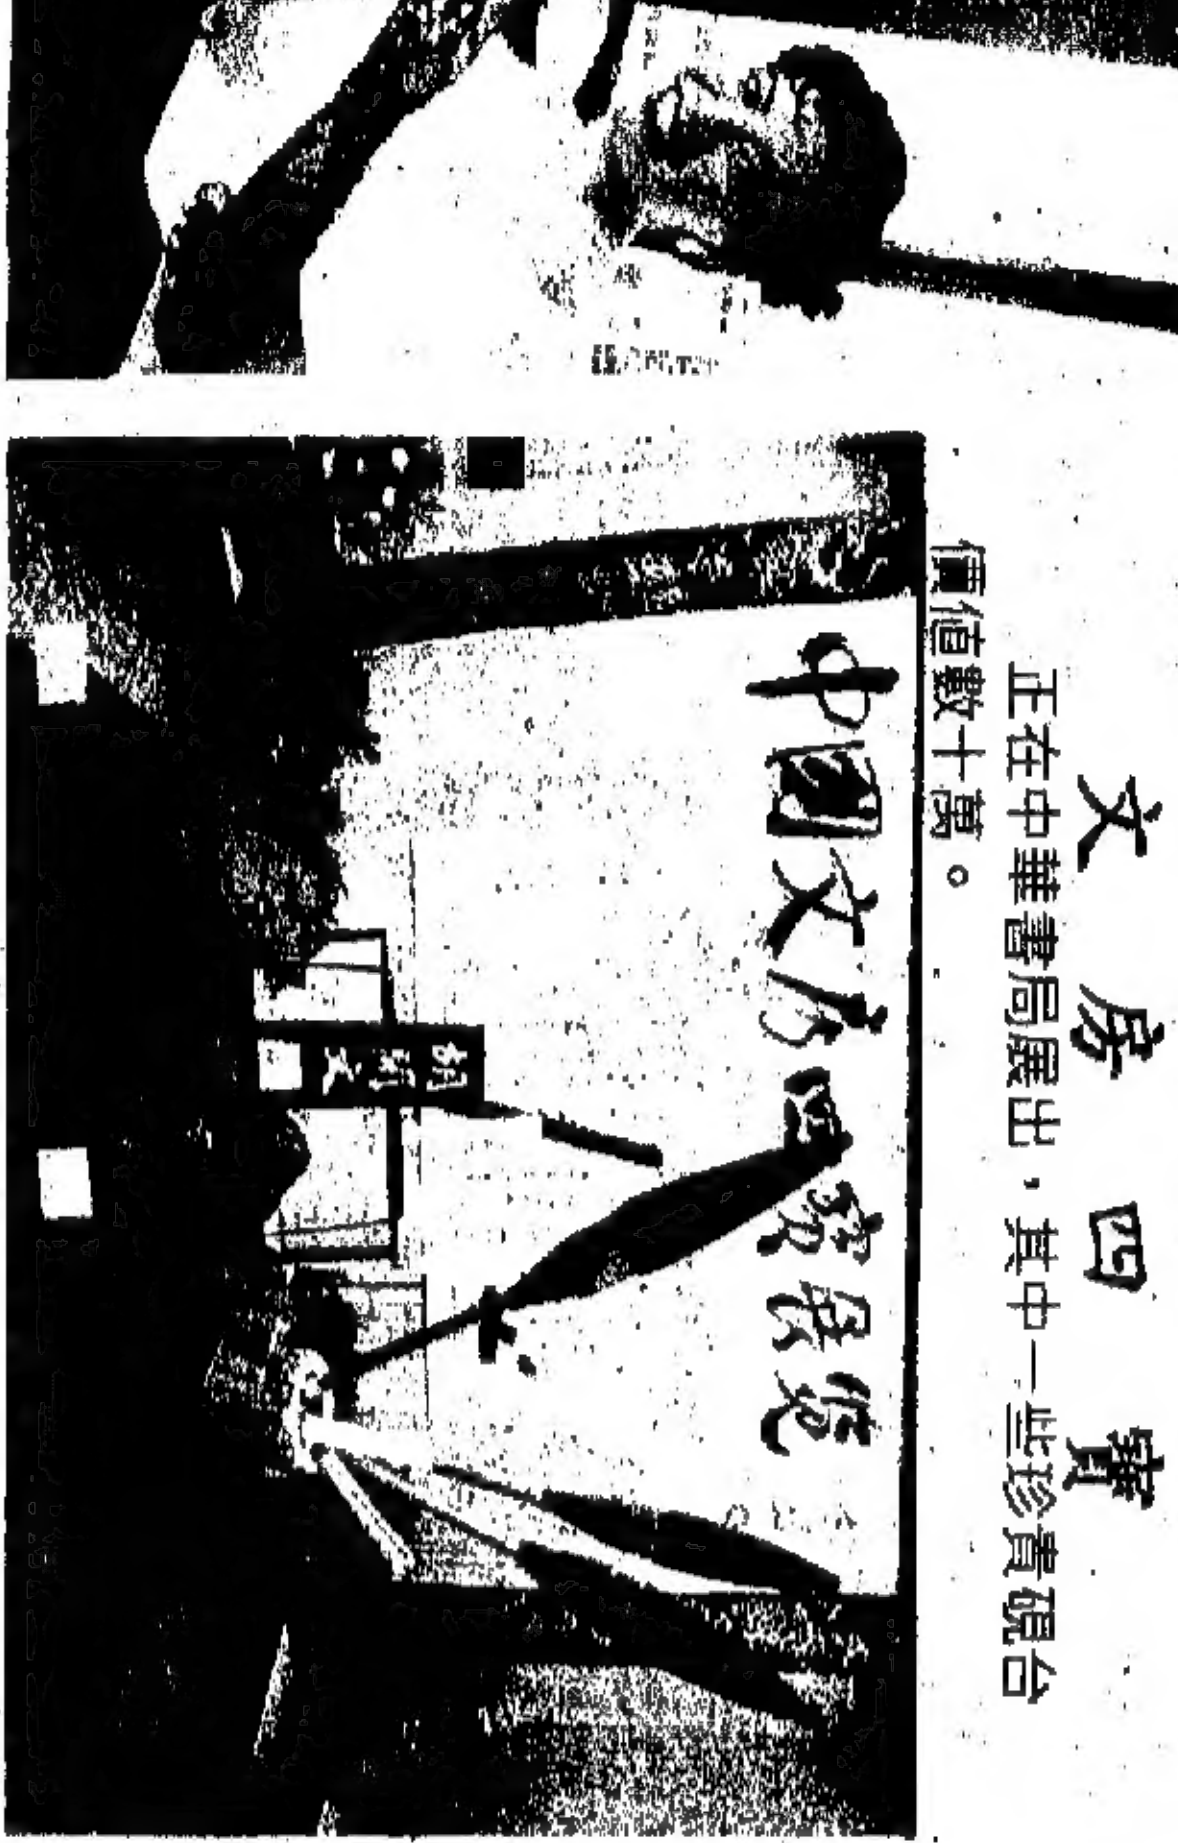 文房四寶
正在中華書局展出，其中一些珍貴硯台
價值數十萬。
中國文房四寶展覽